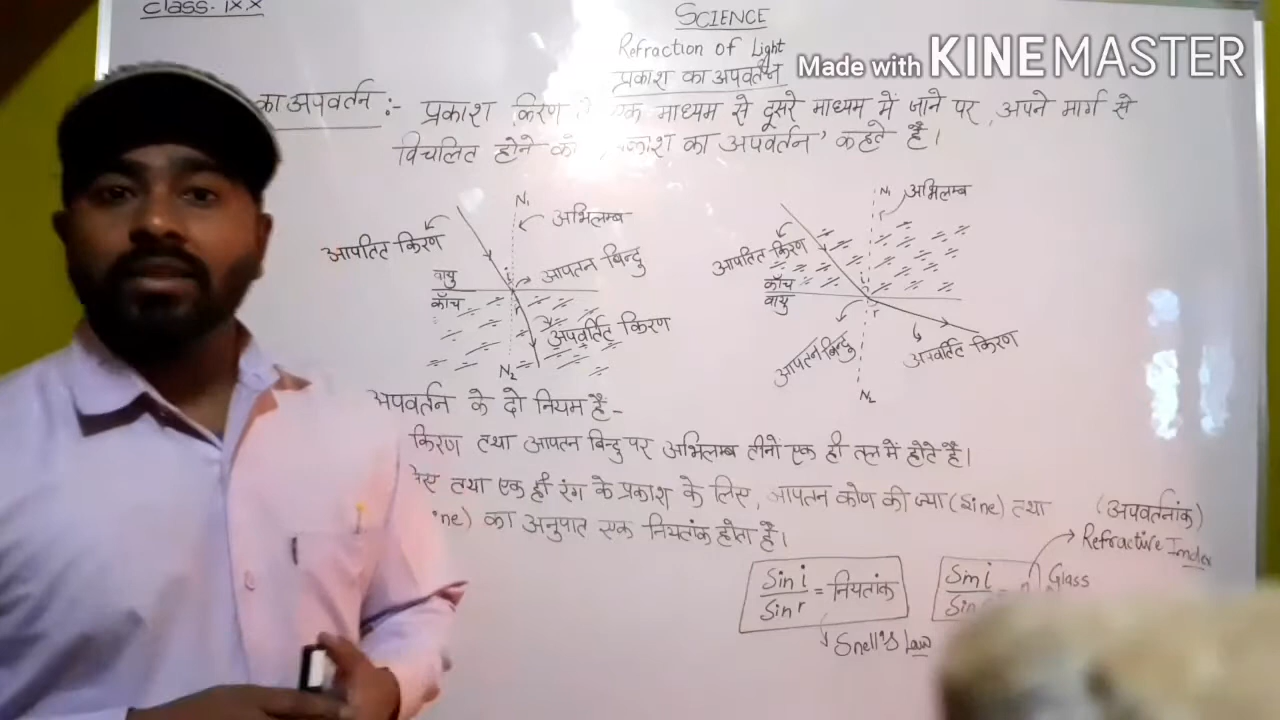 Class. IX.X
SCIENCE
Refraction of Light
प्रकाश का अपवर्तन
Made with KINEMASTER
का अपवर्तन :- प्रकाश किरण एक माध्यम से दूसरे माध्यम में जाने पर, अपने मार्ग से
विचलित होने को प्रकाश का अपवर्तन' कहते हैं।
N₁
अभिलम्ब
आपतित किरण
आपतन बिन्दु
वायु
काँच
i
r
अपवर्तित किरण
N₂
N₁
अभिलम्ब
आपतित किरण
काँच
वायु
i
r
आपतन बिन्दु
अपवर्तित किरण
N₂
अपवर्तन के दो नियम हैं -
किरण तथा आपतन बिन्दु पर अभिलम्ब तीनों एक ही तल में होते हैं।
तथा एक ही रंग के प्रकाश के लिए, आपतन कोण की ज्या (Sine) तथा
का अनुपात एक नियतांक होता है।
(अपवर्तनांक)
Refractive Index
Sin i / Sin r = नियतांक
Snell's Law
Sin i
Glass